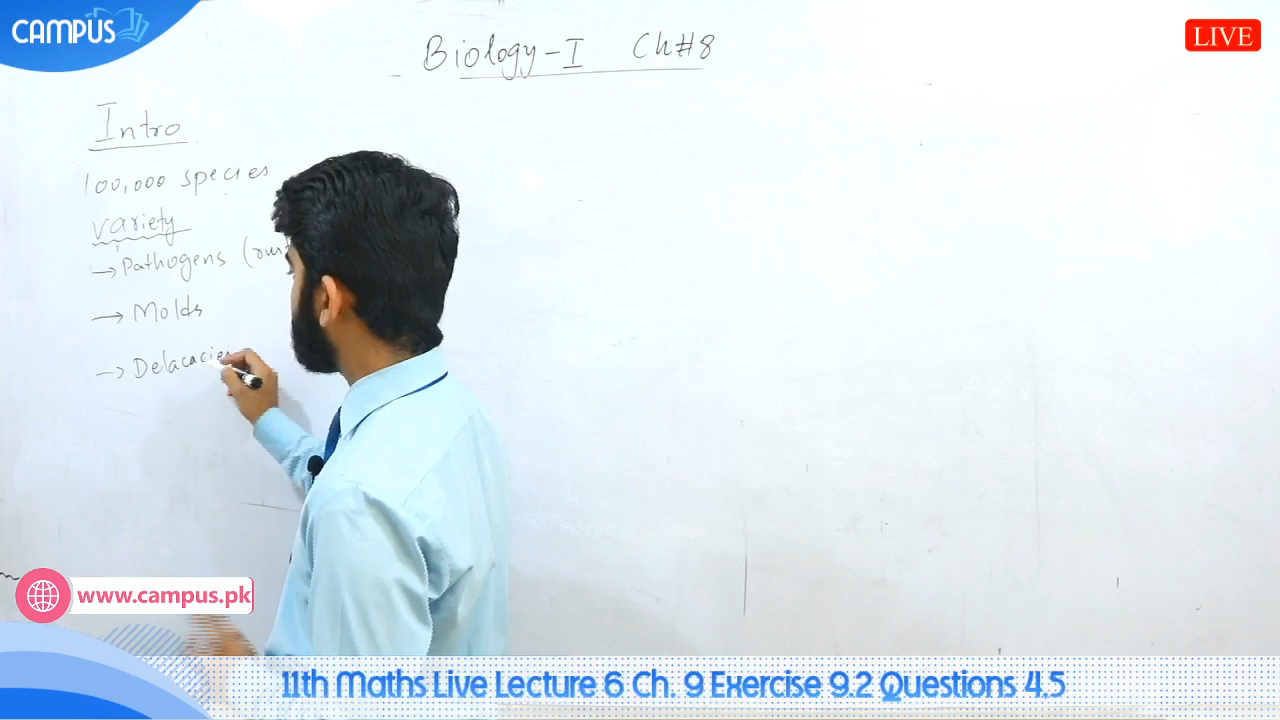 CAMPUS
LIVE
Biology-I Ch#8
Intro
100,000 species
variety
→ Pathogens (rust
→ Molds
→ Delacacies
www.campus.pk
11th Maths Live Lecture 6 Ch. 9 Exercise 9.2 Questions 4,5